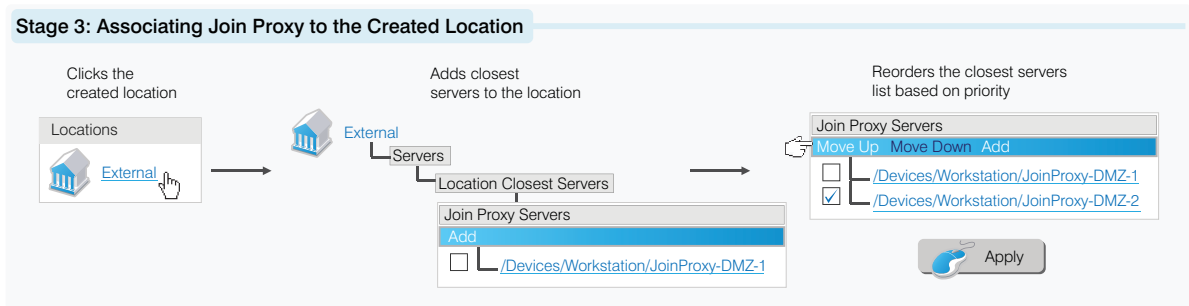 Stage 3: Associating Join Proxy to the Created Location
Clicks the
created location
Locations
External
Adds closest
servers to the location
External
Servers
Location Closest Servers
Join Proxy Servers
Add
/Devices/Workstation/JoinProxy-DMZ-1
Reorders the closest servers
list based on priority
Join Proxy Servers
Move Up Move Down Add
/Devices/Workstation/JoinProxy-DMZ-1
/Devices/Workstation/JoinProxy-DMZ-2
Apply